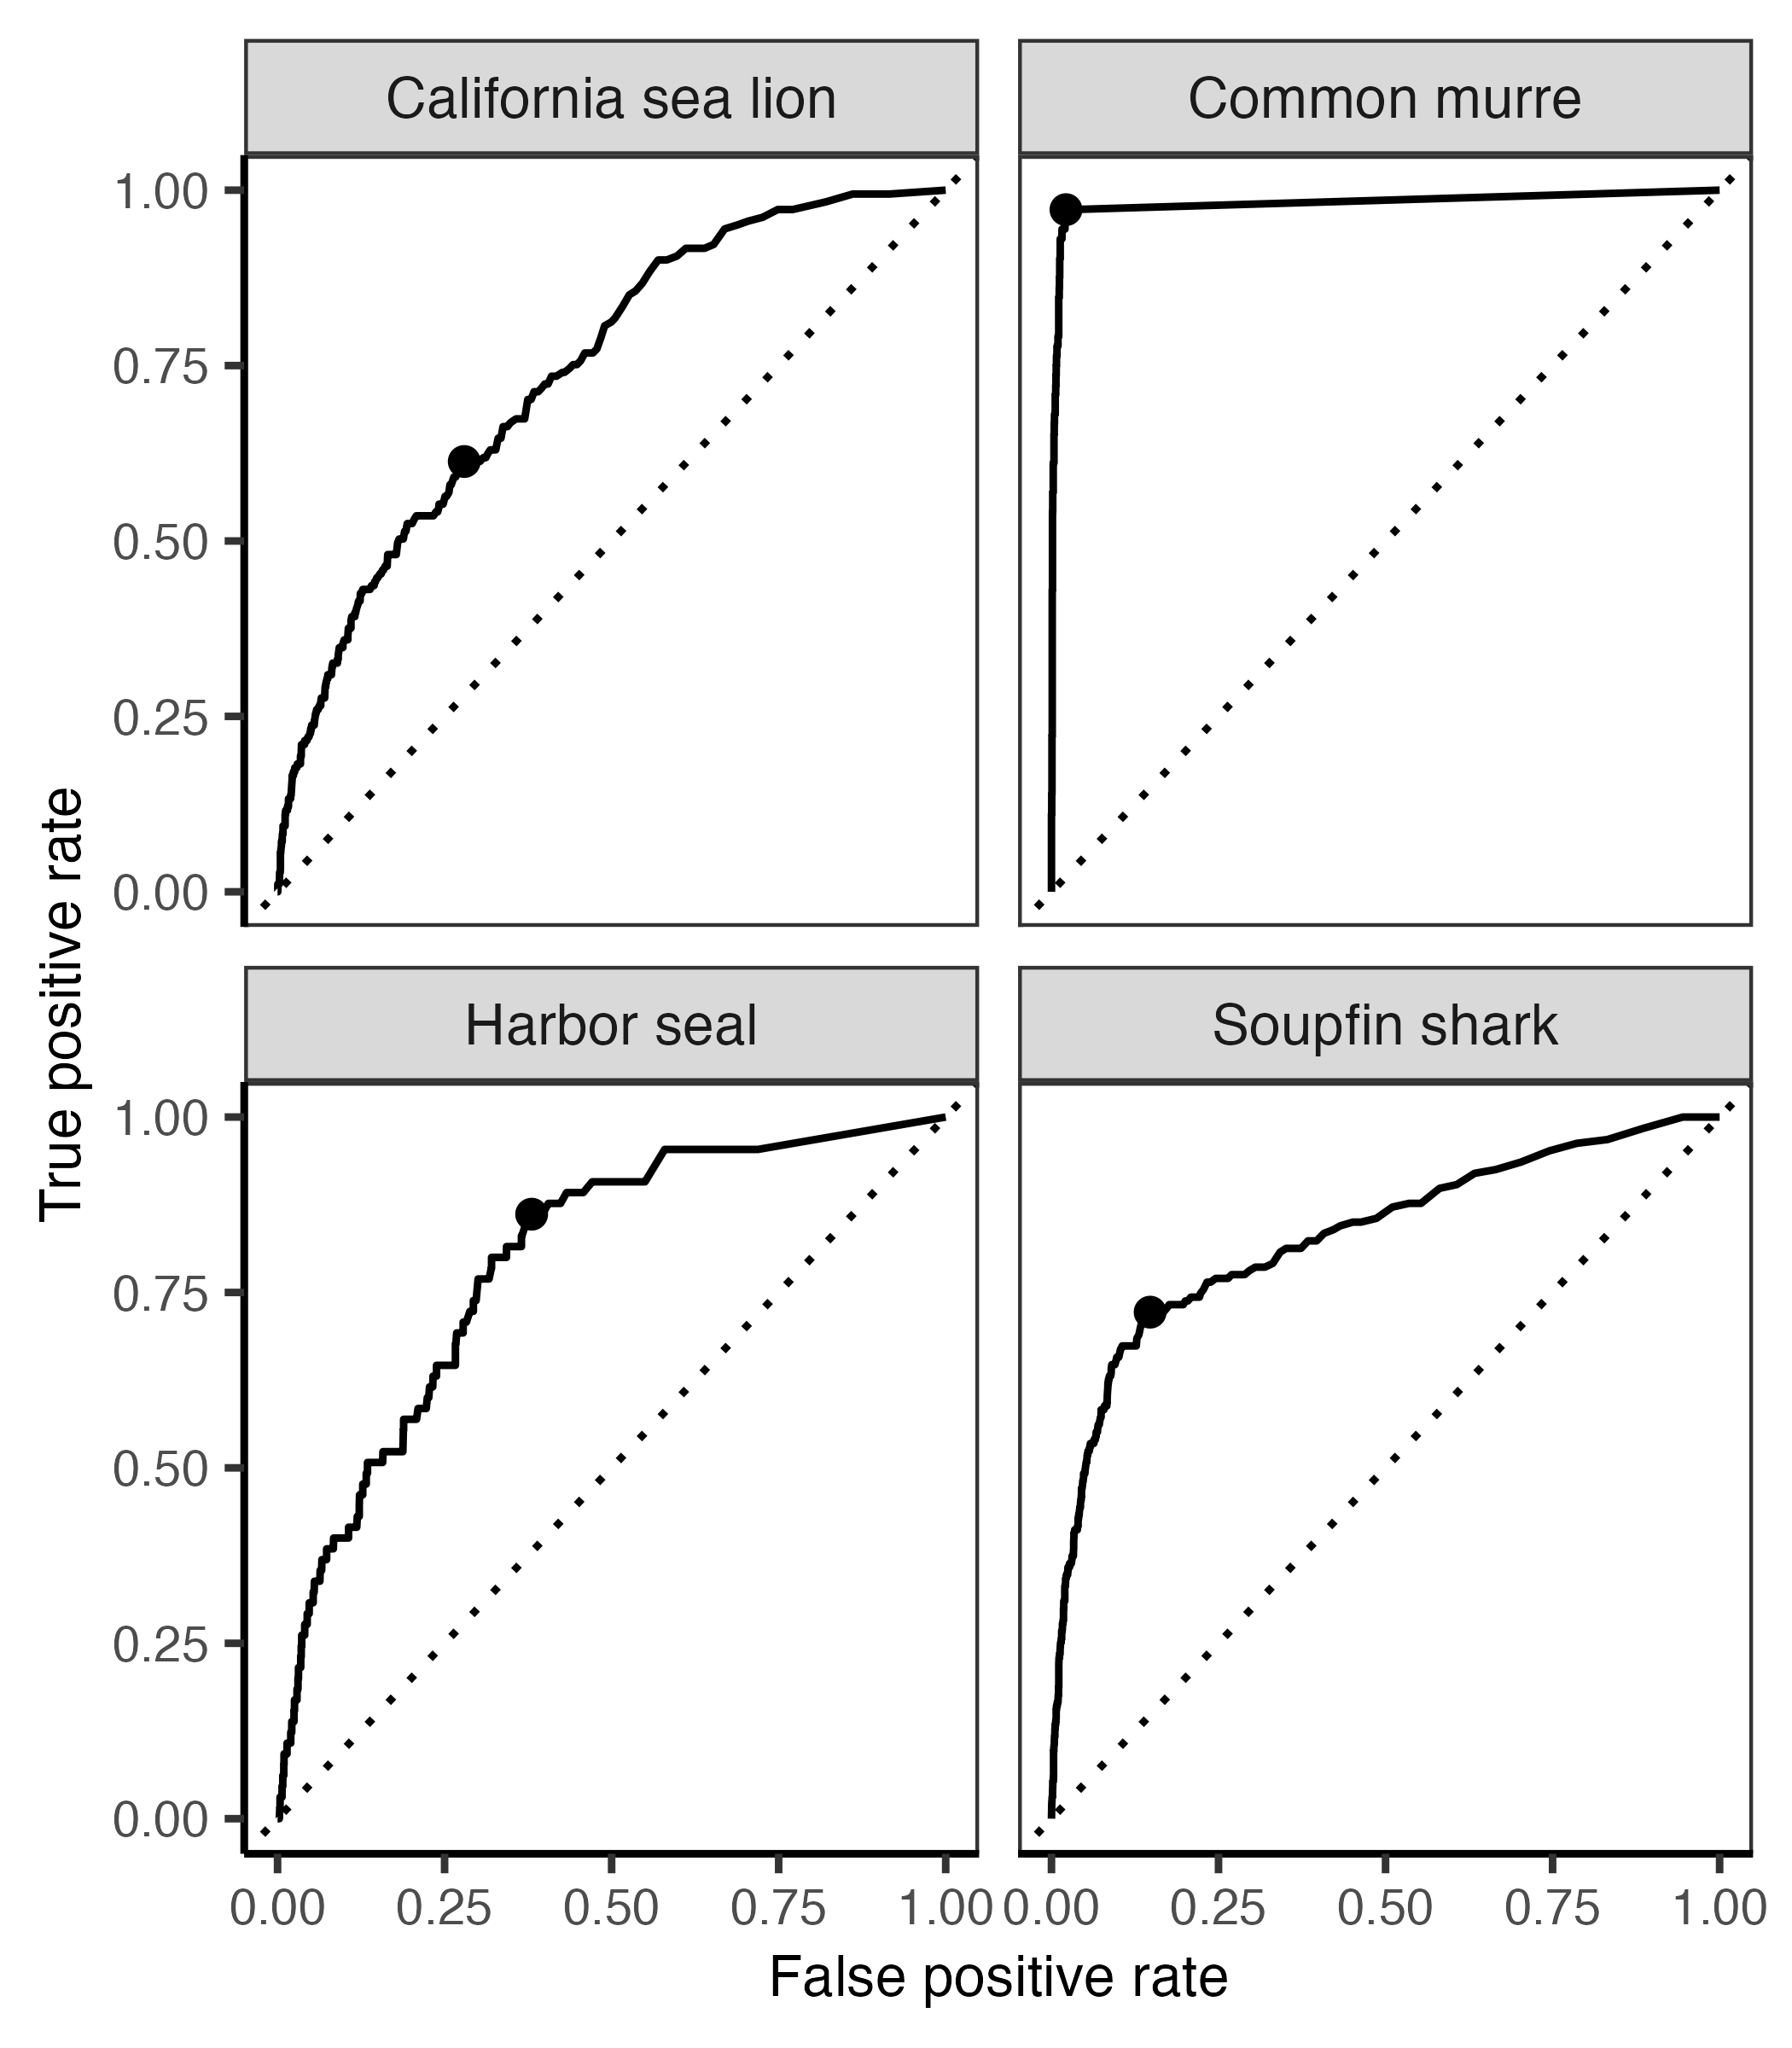 California sea lion
Common murre
1.00
0.75
0.50
0.25
0.00
Harbor seal
Soupfin shark
1.00
0.75
0.50
0.25
0.00
0.00 0.25 0.50 0.75 1.00
0.00 0.25 0.50 0.75 1.00
False positive rate
True positive rate